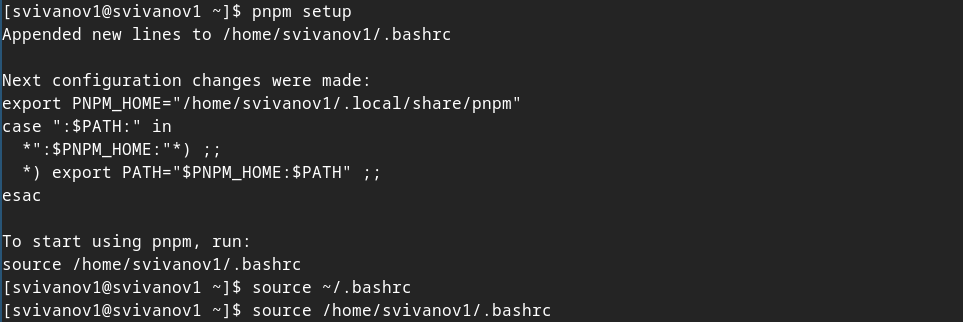 [svivanov1@svivanov1 ~]$ pnpm setup
Appended new lines to /home/svivanov1/.bashrc

Next configuration changes were made:
export PNPM_HOME="/home/svivanov1/.local/share/pnpm"
case ":$PATH:" in
  *":$PNPM_HOME:"*) ;;
  *) export PATH="$PNPM_HOME:$PATH" ;;
esac

To start using pnpm, run:
source /home/svivanov1/.bashrc
[svivanov1@svivanov1 ~]$ source ~/.bashrc
[svivanov1@svivanov1 ~]$ source /home/svivanov1/.bashrc